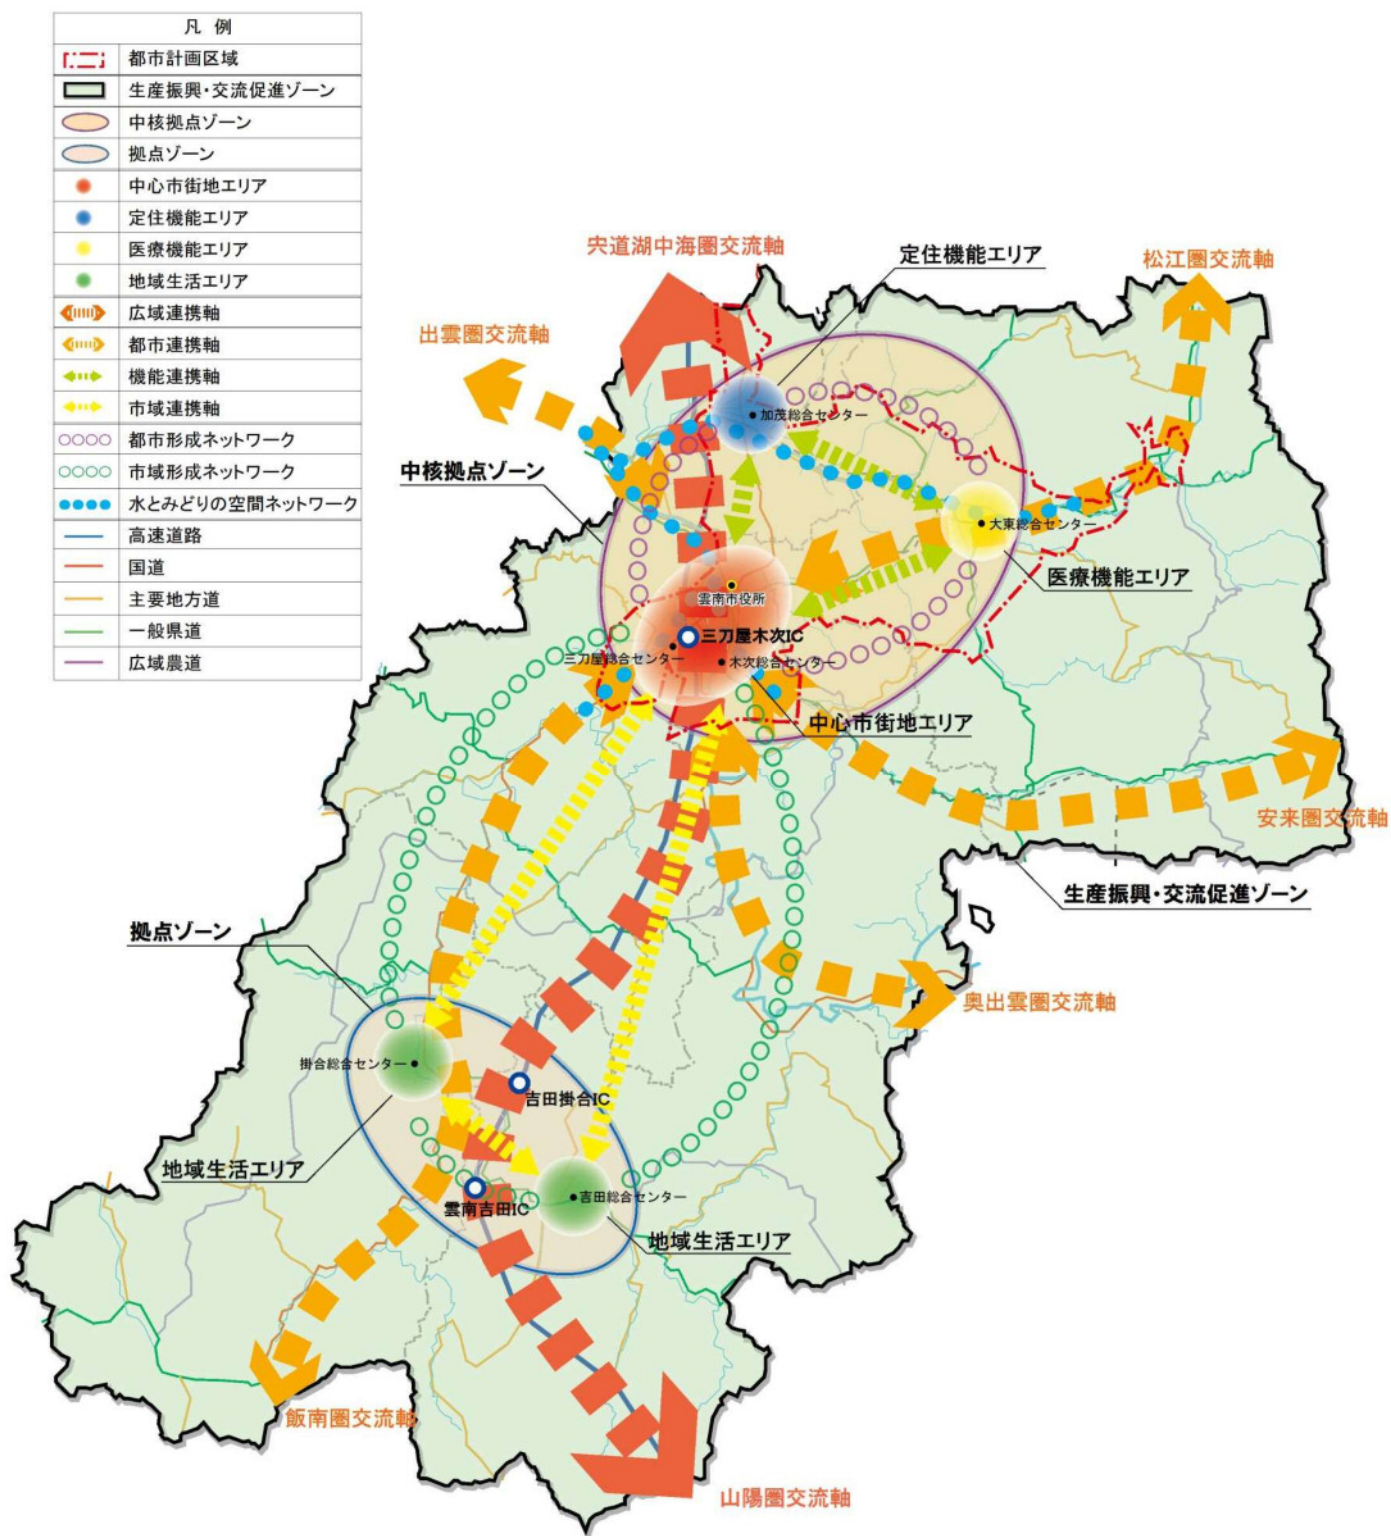 凡 例
都市計画区域
生産振興・交流促進ゾーン
中核拠点ゾーン
拠点ゾーン
中心市街地エリア
定住機能エリア
医療機能エリア
地域生活エリア
広域連携軸
都市連携軸
機能連携軸
市域連携軸
都市形成ネットワーク
市域形成ネットワーク
水とみどりの空間ネットワーク
高速道路
国道
主要地方道
一般県道
広域農道
宍道湖中海圏交流軸
定住機能エリア
松江圏交流軸
出雲圏交流軸
加茂総合センター
中核拠点ゾーン
大東総合センター
医療機能エリア
雲南市役所
三刀屋木次IC
三刀屋総合センター
木次総合センター
中心市街地エリア
安来圏交流軸
生産振興・交流促進ゾーン
拠点ゾーン
奥出雲圏交流軸
掛合総合センター
吉田掛合IC
地域生活エリア
吉田総合センター
雲南吉田IC
地域生活エリア
飯南圏交流軸
山陽圏交流軸